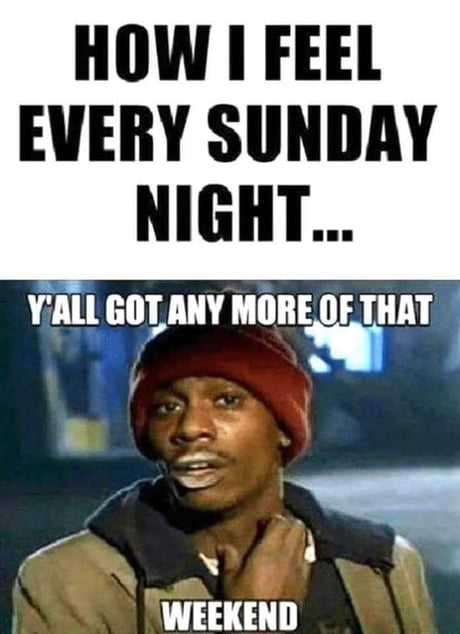 HOW I FEEL
EVERY SUNDAY
NIGHT...
Y'ALL GOT ANY MORE OF THAT
WEEKEND